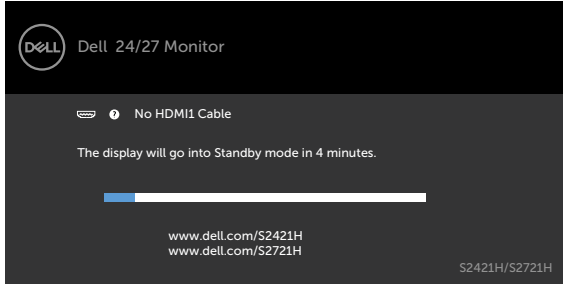 DELL
Dell 24/27 Monitor
? No HDMI1 Cable
The display will go into Standby mode in 4 minutes.
www.dell.com/S2421H
www.dell.com/S2721H
S2421H/S2721H